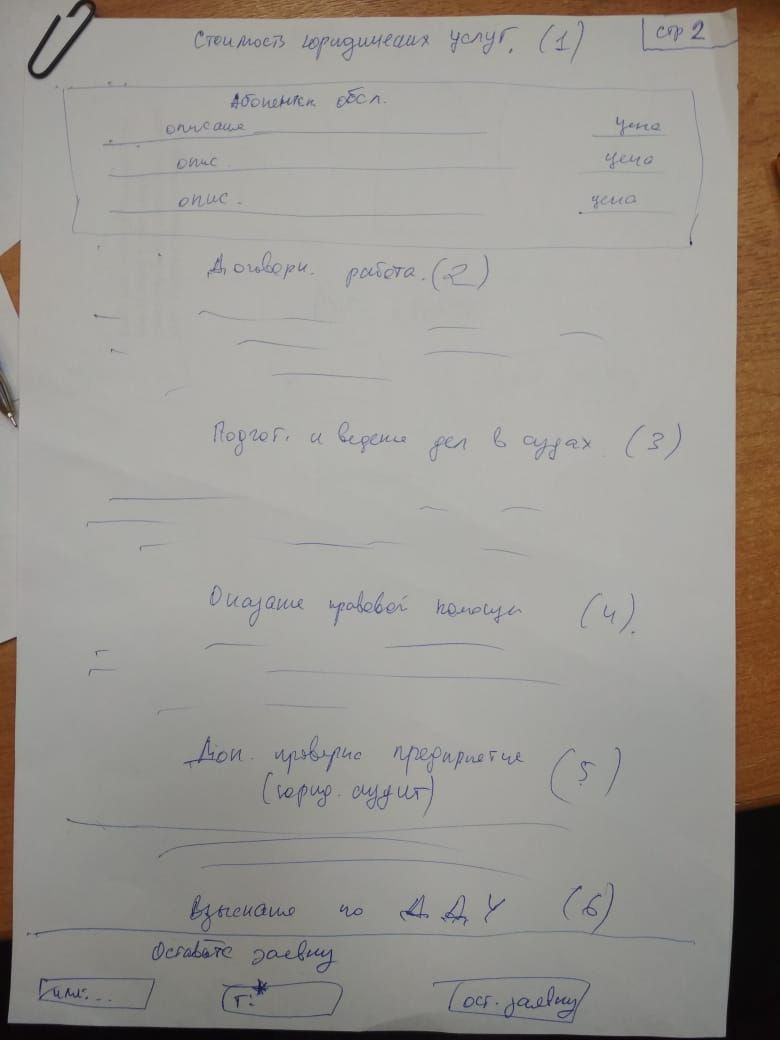 Стоимость юридических услуг. (1)
стр 2
Абонентск. обсл.
описание цена
опис. цена
опис. цена
Договорн. работа. (2)
Подгот. и ведение дел в судах. (3)
Оказание правовой помощи (4).
Доп. проверка предприятие (5)
(юрид. аудит)
Взыскание по ДДУ (6)
Оставьте заявку
имя:... т:* ост. заявку